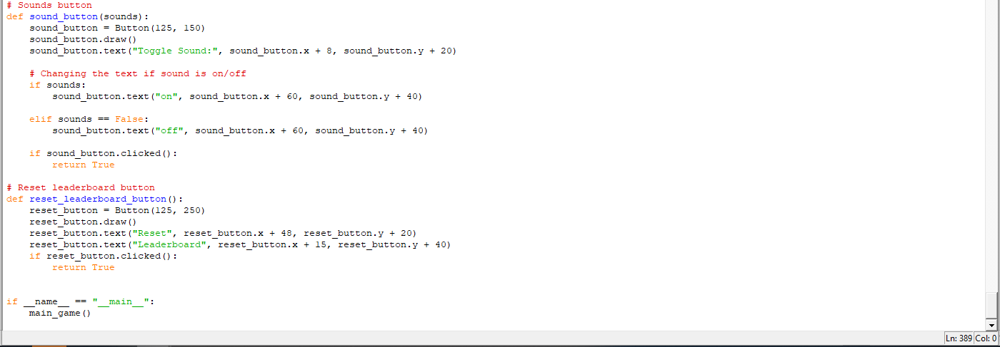 # Sounds button
def sound_button(sounds):
    sound_button = Button(125, 150)
    sound_button.draw()
    sound_button.text("Toggle Sound:", sound_button.x + 8, sound_button.y + 20)

    # Changing the text if sound is on/off
    if sounds:
        sound_button.text("on", sound_button.x + 60, sound_button.y + 40)

    elif sounds == False:
        sound_button.text("off", sound_button.x + 60, sound_button.y + 40)

    if sound_button.clicked():
        return True

# Reset leaderboard button
def reset_leaderboard_button():
    reset_button = Button(125, 250)
    reset_button.draw()
    reset_button.text("Reset", reset_button.x + 48, reset_button.y + 20)
    reset_button.text("Leaderboard", reset_button.x + 15, reset_button.y + 40)
    if reset_button.clicked():
        return True


if __name__ == "__main__":
    main_game()
Ln: 389 Col: 0